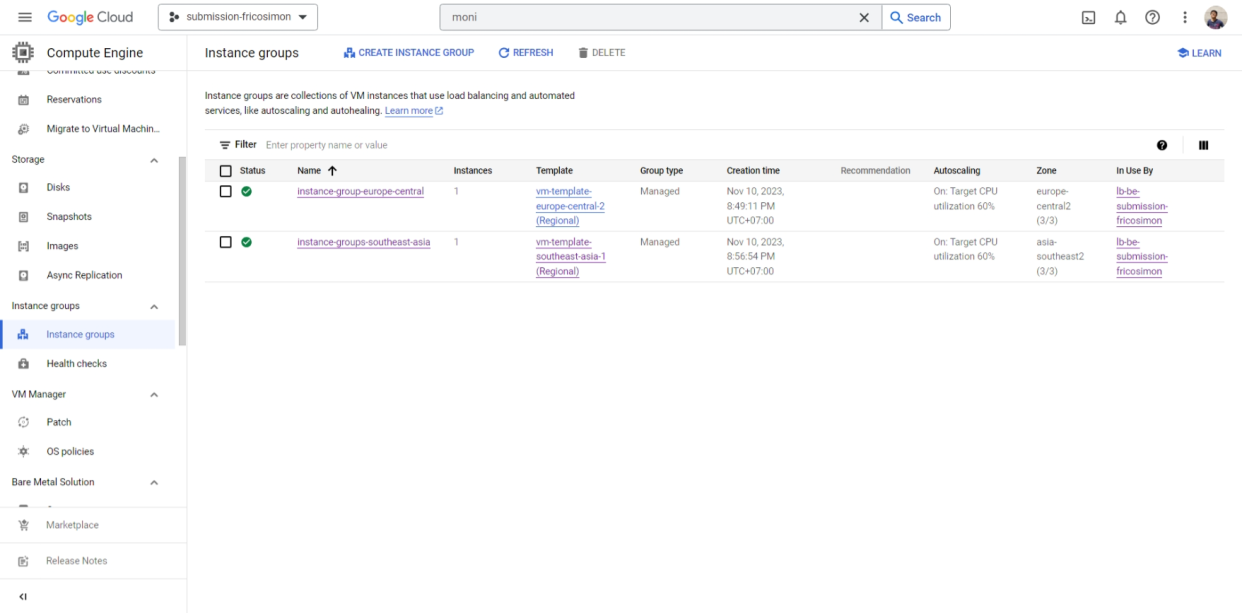 Google Cloud
submission-fricosimon
moni
Search
Compute Engine
Instance groups
CREATE INSTANCE GROUP
REFRESH
DELETE
LEARN
Committed use discounts
Reservations
Migrate to Virtual Machin...
Storage
Disks
Snapshots
Images
Async Replication
Instance groups
Instance groups
Health checks
VM Manager
Patch
OS policies
Bare Metal Solution
Marketplace
Release Notes
Instance groups are collections of VM instances that use load balancing and automated
services, like autoscaling and autohealing. Learn more
Filter Enter property name or value
Status Name Instances Template Group type Creation time Recommendation Autoscaling Zone In Use By
instance-group-europe-central 1 vm-template- Managed Nov 10, 2023, On: Target CPU europe- lb-be-
europe-central-2 8:49:11 PM utilization 60% central2 submission-
(Regional) UTC+07:00 (3/3) fricosimon
instance-groups-southeast-asia 1 vm-template- Managed Nov 10, 2023, On: Target CPU asia- lb-be-
southeast-asia-1 8:56:54 PM utilization 60% southeast2 submission-
(Regional) UTC+07:00 (3/3) fricosimon